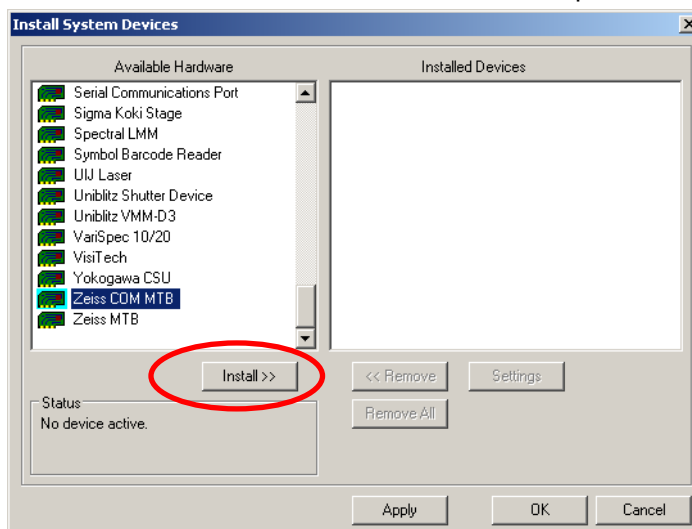 Install System Devices
Available Hardware
Installed Devices
Serial Communications Port
Sigma Koki Stage
Spectral LMM
Symbol Barcode Reader
UIJ Laser
Uniblitz Shutter Device
Uniblitz VMM-D3
VariSpec 10/20
VisiTech
Yokogawa CSU
Zeiss COM MTB
Zeiss MTB
Install >>
<< Remove
Settings
Status
No device active.
Remove All
Apply
OK
Cancel